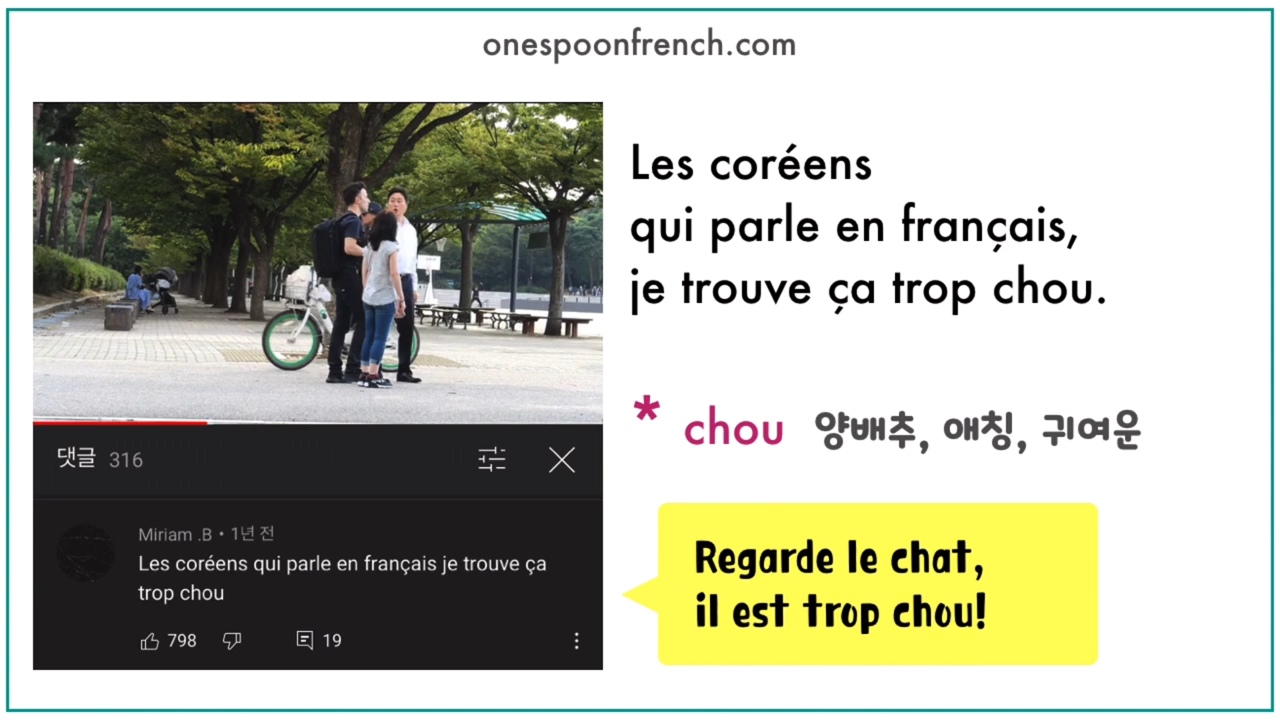 onespoonfrench.com
Les coréens
qui parle en français,
je trouve ça trop chou.
* chou 양배추, 애칭, 귀여운
Regarde le chat,
il est trop chou!
댓글 316
Miriam .B • 1년 전
Les coréens qui parle en français je trouve ça
trop chou
798 19